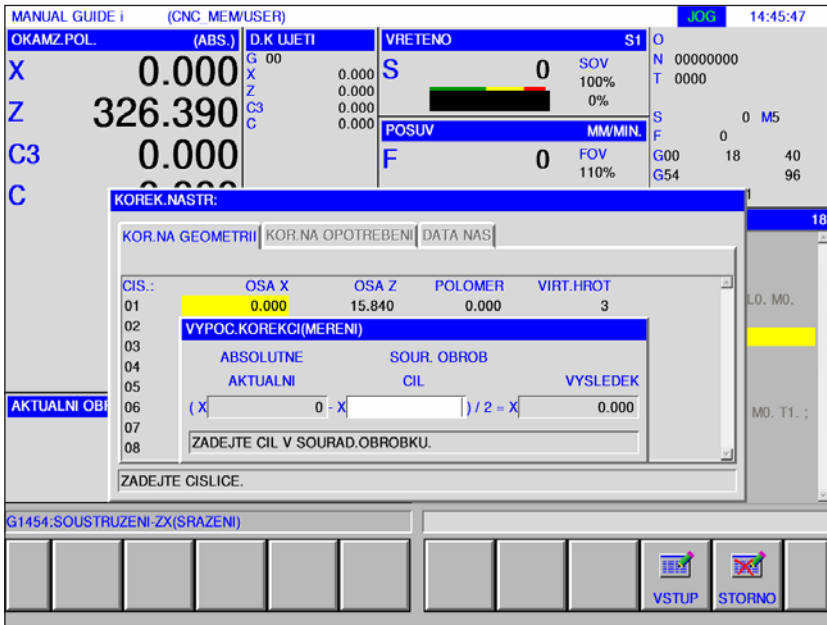 MANUAL GUIDE i (CNC_MEM/USER) JOG 14:45:47
OKAMZ.POL. (ABS.) D.K UJETI VRETENO S1 O
X 0.000 G 00 S 0 SOV N 00000000
X 0.000 100% T 0000
Z 326.390 Z 0.000 0%
C3 0.000 S 0 M5
C 0.000 POSUV MM/MIN. F 0
C3 0.000 F 0 FOV G00 18 40
110% G54 96
C
KOREK.NASTR:
18
KOR.NA GEOMETRII KOR.NA OPOTREBENI DATA NAS
CIS.: OSA X OSA Z POLOMER VIRT.HROT
01 0.000 15.840 0.000 3 L0. M0.
02 VYPOC.KOREKCI(MERENI)
03
04 ABSOLUTNE SOUR. OBROB
05 AKTUALNI CIL VYSLEDEK
AKTUALNI OBR 06 ( X 0 - X ) / 2 = X 0.000 M0. T1. ;
07
08 ZADEJTE CIL V SOURAD.OBROBKU.
ZADEJTE CISLICE.
G1454:SOUSTRUZENI-ZX(SRAZENI)
VSTUP STORNO